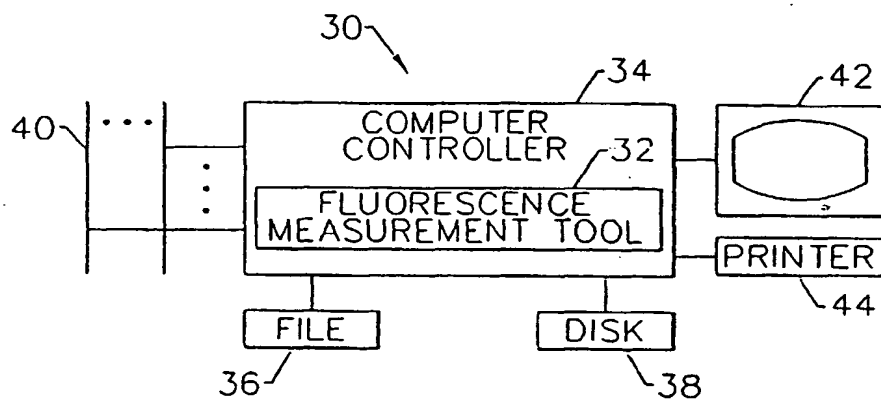 30
34
42
40
COMPUTER
CONTROLLER
32
FLUORESCENCE
MEASUREMENT TOOL
PRINTER
44
FILE
DISK
36
38